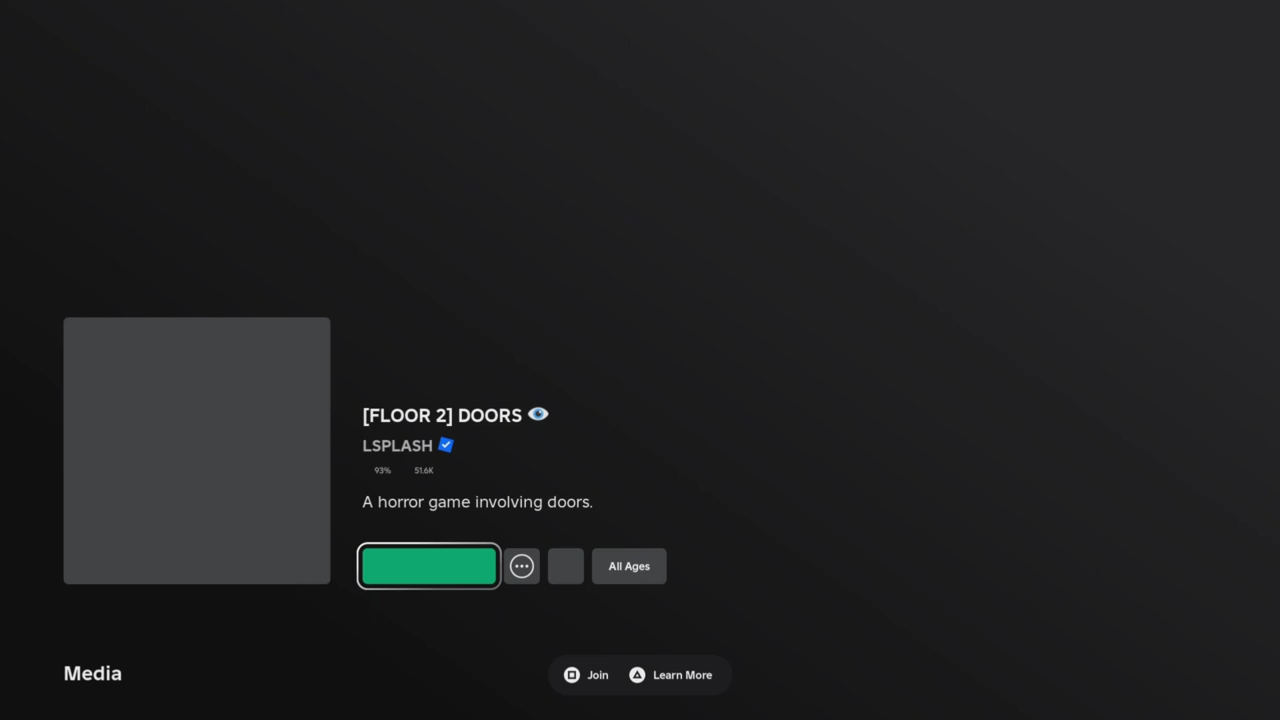 [FLOOR 2] DOORS 👁️
LSPLASH
93% 51.6K
A horror game involving doors.
All Ages
Media
Join Learn More